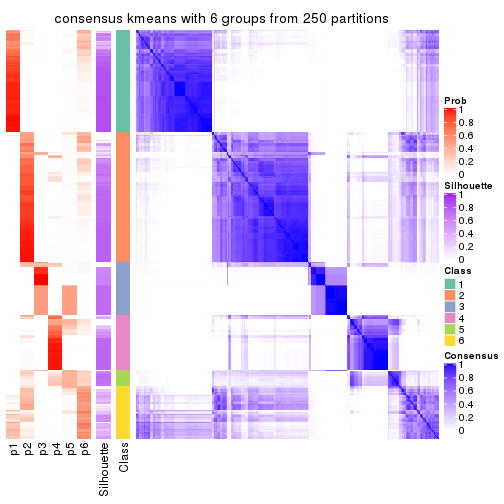 consensus kmeans with 6 groups from 250 partitions
Prob
1
0.8
0.6
0.4
0.2
0
Silhouette
1
0.8
0.6
0.4
0.2
0
Class
1
2
3
4
5
6
Consensus
1
0.8
0.6
0.4
0.2
0
p1
p2
p3
p4
p5
p6
Silhouette
Class